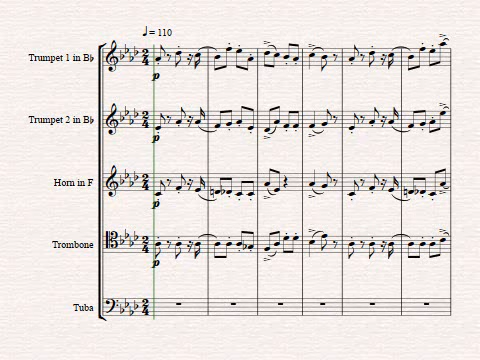 ♩= 110
Trumpet 1 in B♭
p
Trumpet 2 in B♭
p
Horn in F
p
Trombone
p
Tuba